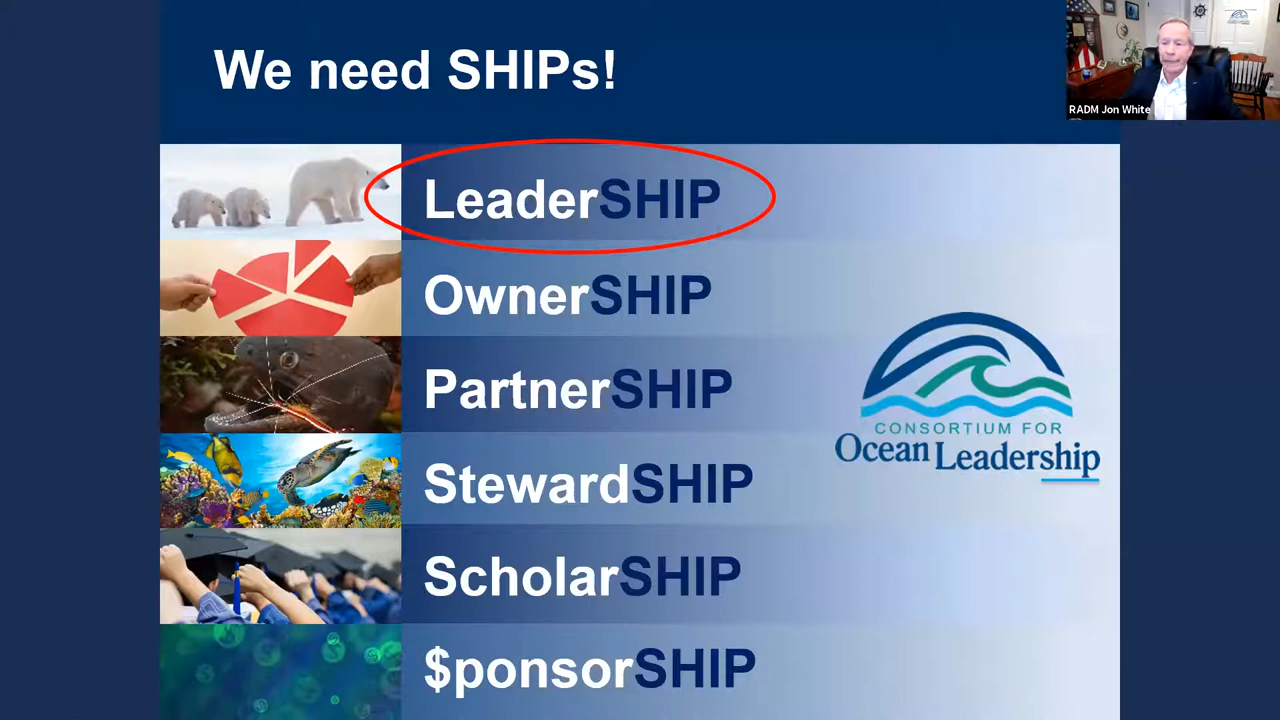 We need SHIPs!
RADM Jon White
LeaderSHIP
OwnerSHIP
PartnerSHIP
StewardSHIP
ScholarSHIP
$ponsorSHIP
CONSORTIUM FOR
Ocean Leadership